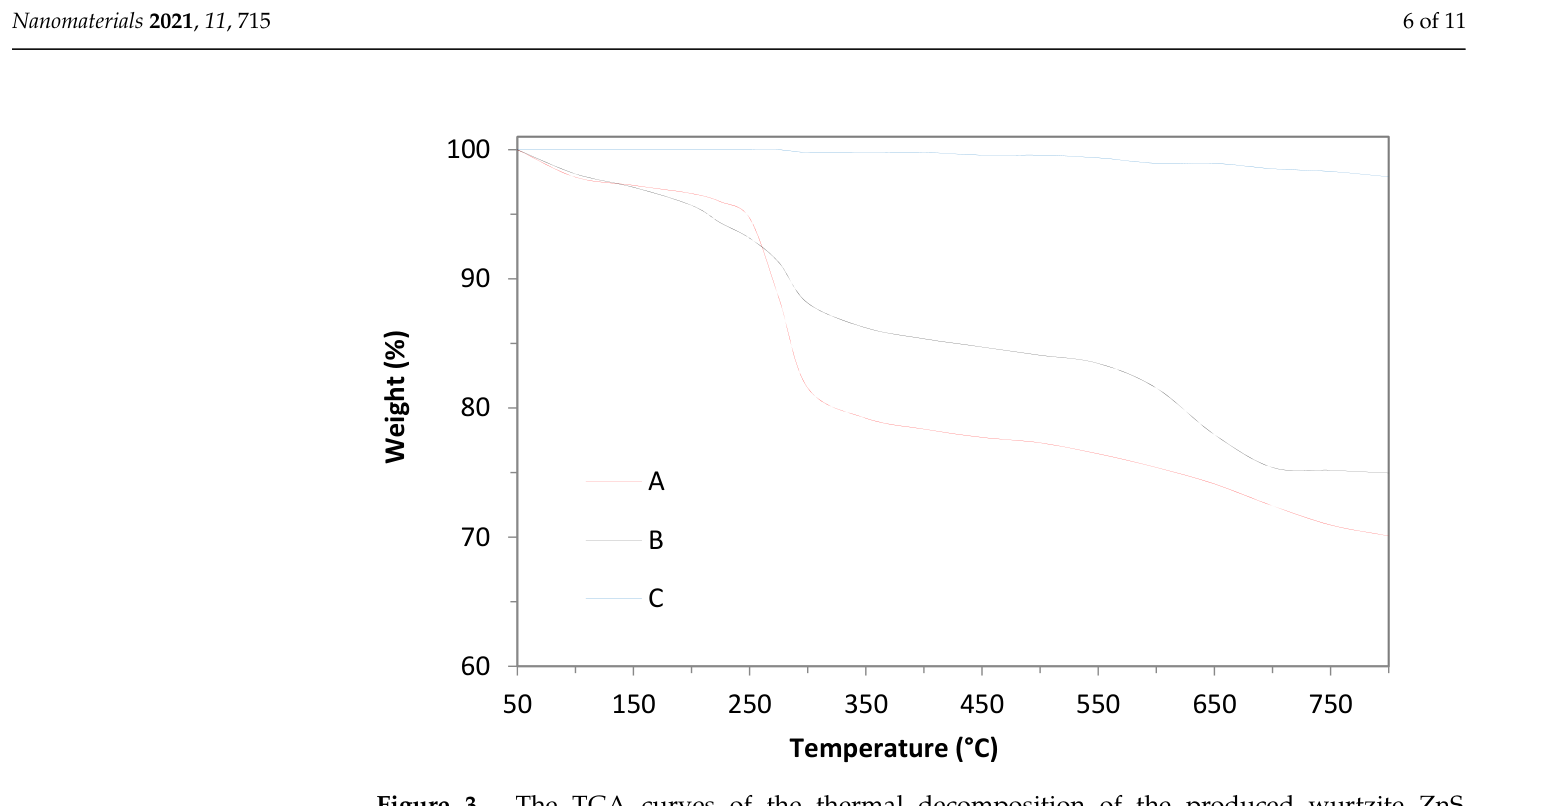 Nanomaterials 2021, 11, 715
6 of 11
100
90
80
70
60
Weight (%)
A
B
C
50 150 250 350 450 550 650 750
Temperature (°C)
Figure 3. The TGA curves of the thermal decomposition of the produced wurtzite ZnS